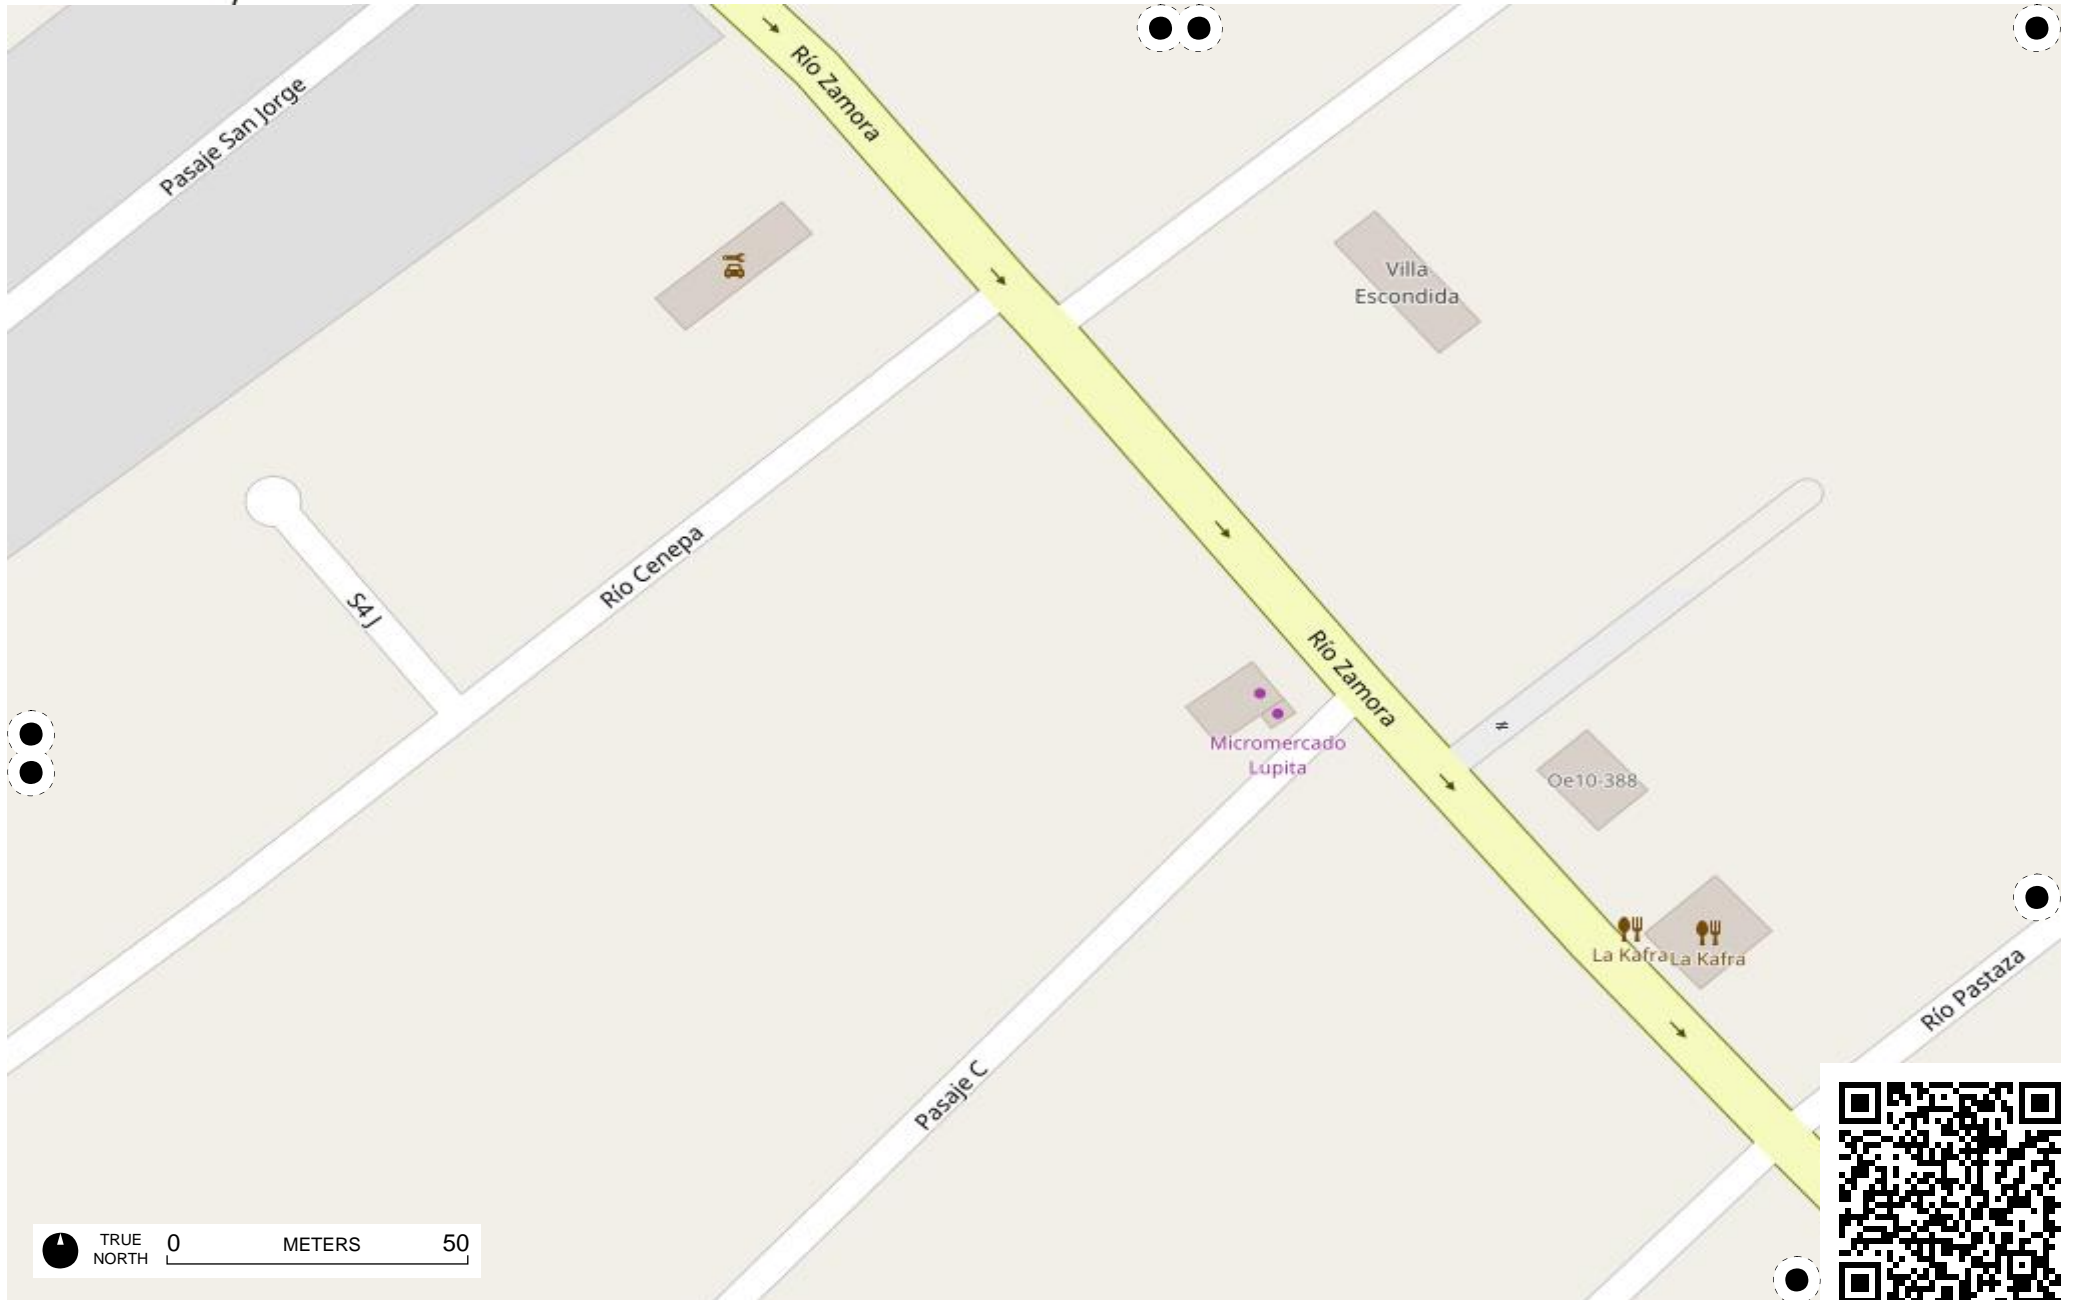 Río Zamora
Pasaje San Jorge
Villa
Escondida
Río Cenepa
S4 J
Río Zamora
Micromercado
Lupita
Oe10-388
La Kafra
La Kafra
Río Pastaza
Pasaje C
TRUE
NORTH
0 METERS 50